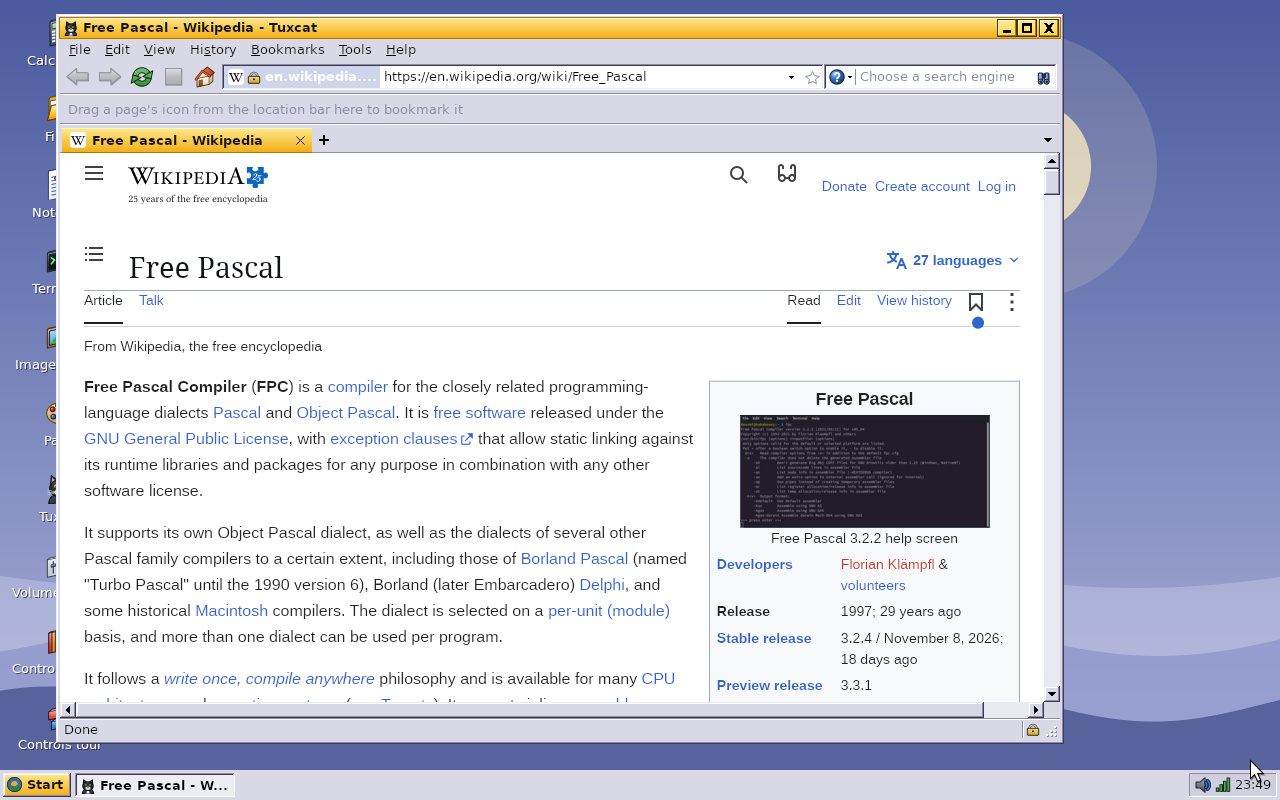 Free Pascal - Wikipedia - Tuxcat
File Edit View History Bookmarks Tools Help
en.wikipedia.... https://en.wikipedia.org/wiki/Free_Pascal Choose a search engine
Drag a page's icon from the location bar here to bookmark it
Free Pascal - Wikipedia
WIKIPEDIA 25
25 years of the free encyclopedia
Donate Create account Log in
Free Pascal
27 languages
Article Talk Read Edit View history
From Wikipedia, the free encyclopedia
Free Pascal Compiler (FPC) is a compiler for the closely related programming-
language dialects Pascal and Object Pascal. It is free software released under the
GNU General Public License, with exception clauses that allow static linking against
its runtime libraries and packages for any purpose in combination with any other
software license.
It supports its own Object Pascal dialect, as well as the dialects of several other
Pascal family compilers to a certain extent, including those of Borland Pascal (named
"Turbo Pascal" until the 1990 version 6), Borland (later Embarcadero) Delphi, and
some historical Macintosh compilers. The dialect is selected on a per-unit (module)
basis, and more than one dialect can be used per program.
It follows a write once, compile anywhere philosophy and is available for many CPU
Free Pascal
Free Pascal 3.2.2 help screen
Developers Florian Klämpfl &
volunteers
Release 1997; 29 years ago
Stable release 3.2.4 / November 8, 2026;
18 days ago
Preview release 3.3.1
Done
Controls tour
Start Free Pascal - W... 23:49